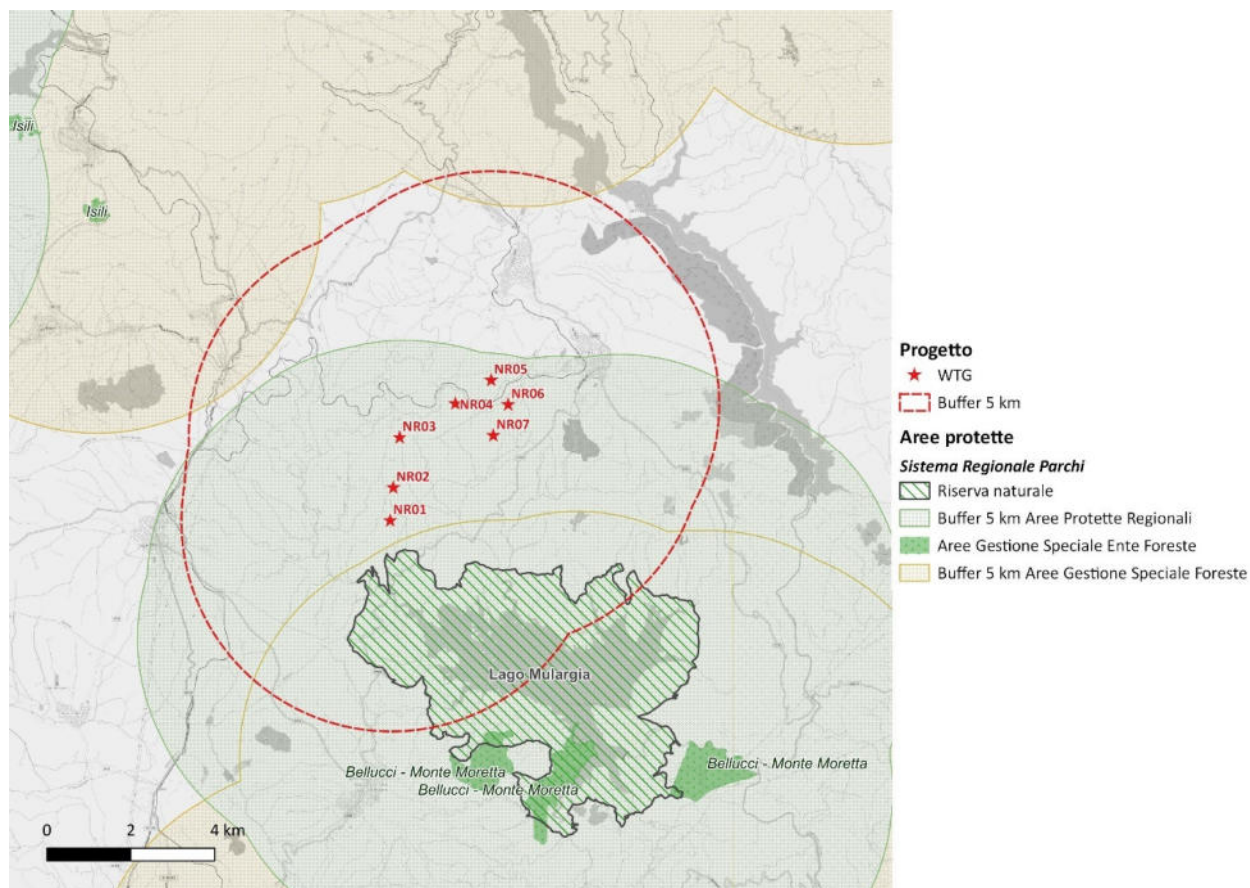 Isili
Isili
NR05
NR04
NR06
NR03
NR07
NR02
NR01
Lago Mulargia
Bellucci - Monte Moretta
Bellucci - Monte Moretta
Bellucci - Monte Moretta
0 2 4 km
Progetto
WTG
Buffer 5 km
Aree protette
Sistema Regionale Parchi
Riserva naturale
Buffer 5 km Aree Protette Regionali
Aree Gestione Speciale Ente Foreste
Buffer 5 km Aree Gestione Speciale Foreste